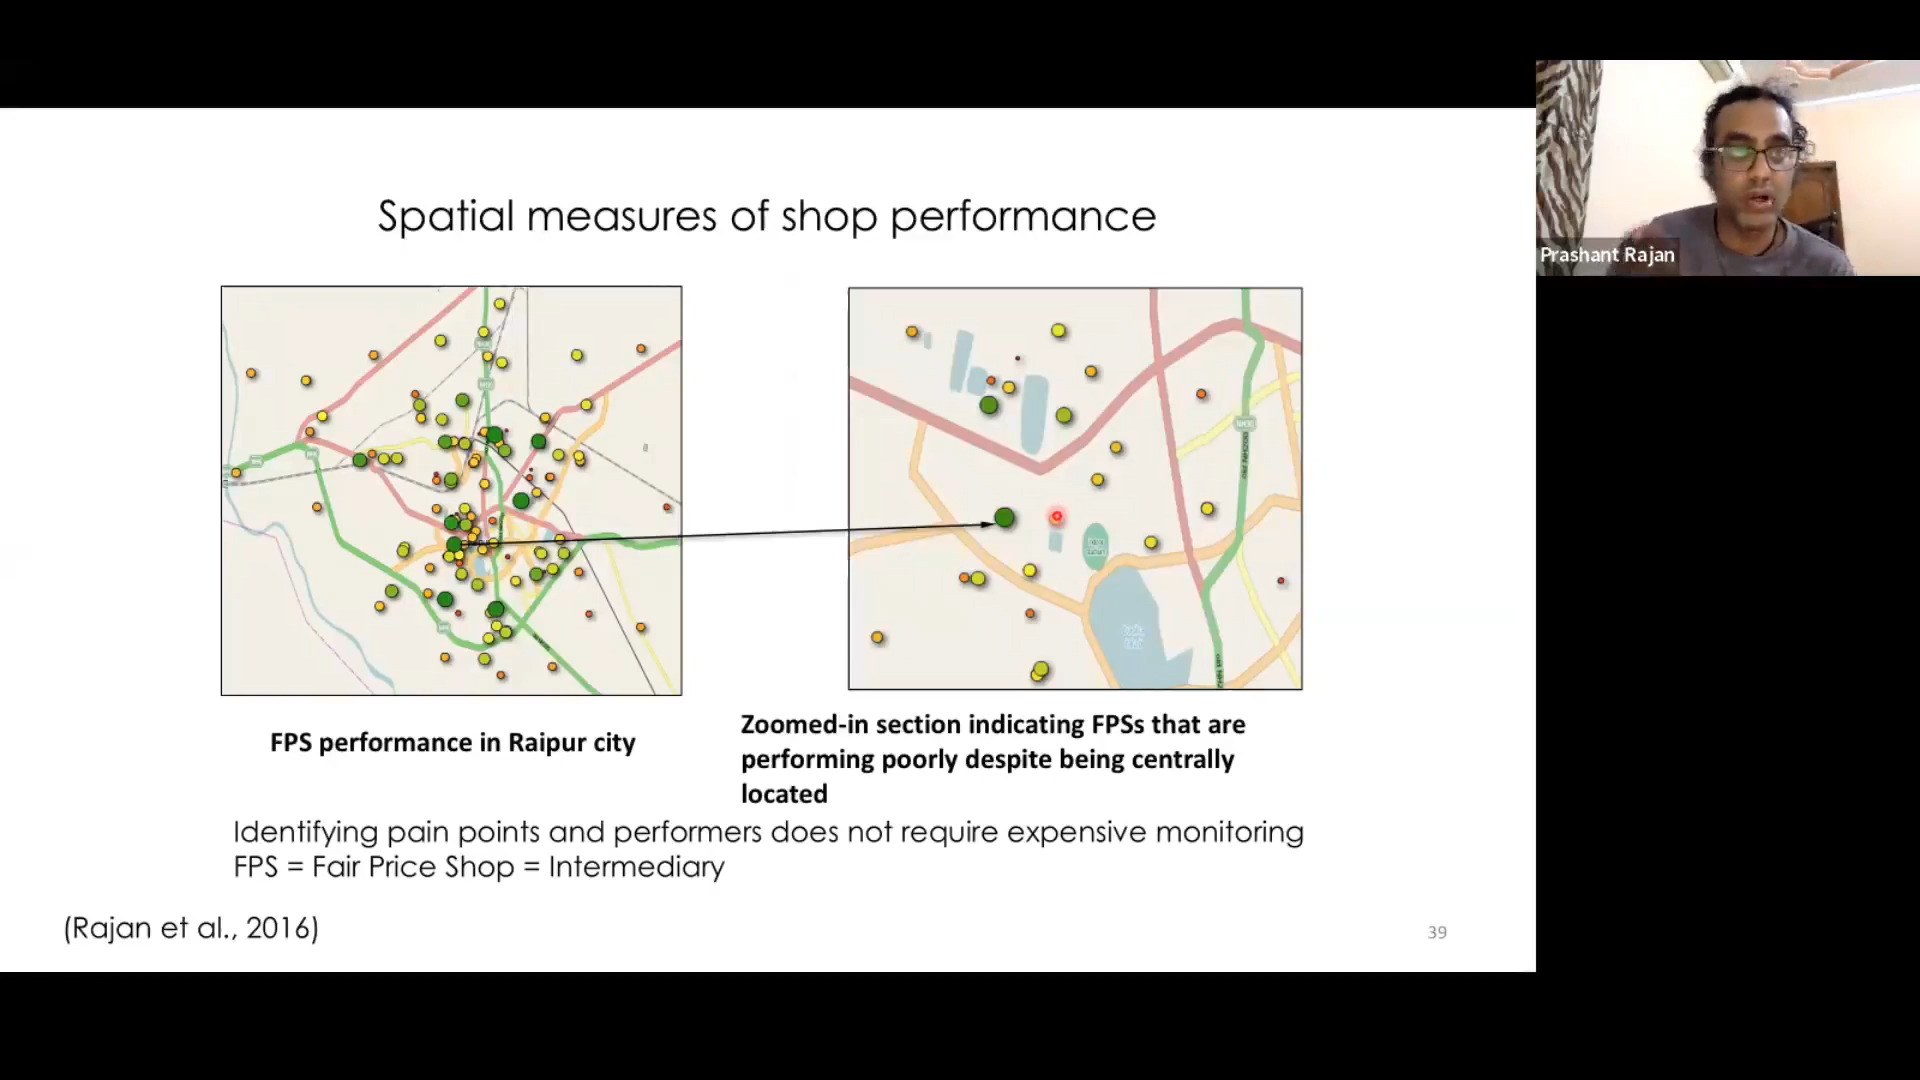 Spatial measures of shop performance
Prashant Rajan
FPS performance in Raipur city
Zoomed-in section indicating FPSs that are
performing poorly despite being centrally
located
Identifying pain points and performers does not require expensive monitoring
FPS = Fair Price Shop = Intermediary
(Rajan et al., 2016)
39